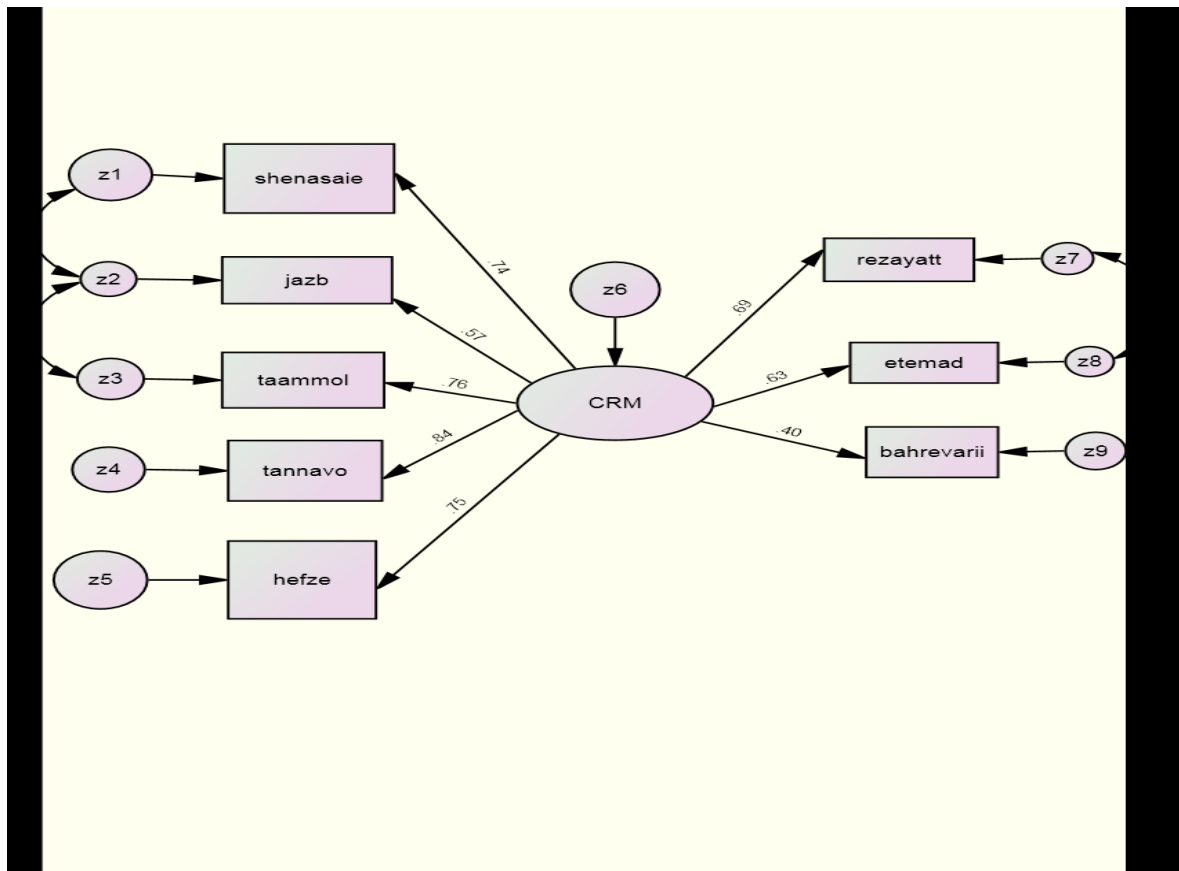 z1
shenasaie
.74
z2
jazb
.57
z3
taammol
.76
z4
tannavo
.84
z5
hefze
.75
z6
CRM
.69
rezayatt
z7
.63
etemad
z8
.40
bahrevarii
z9